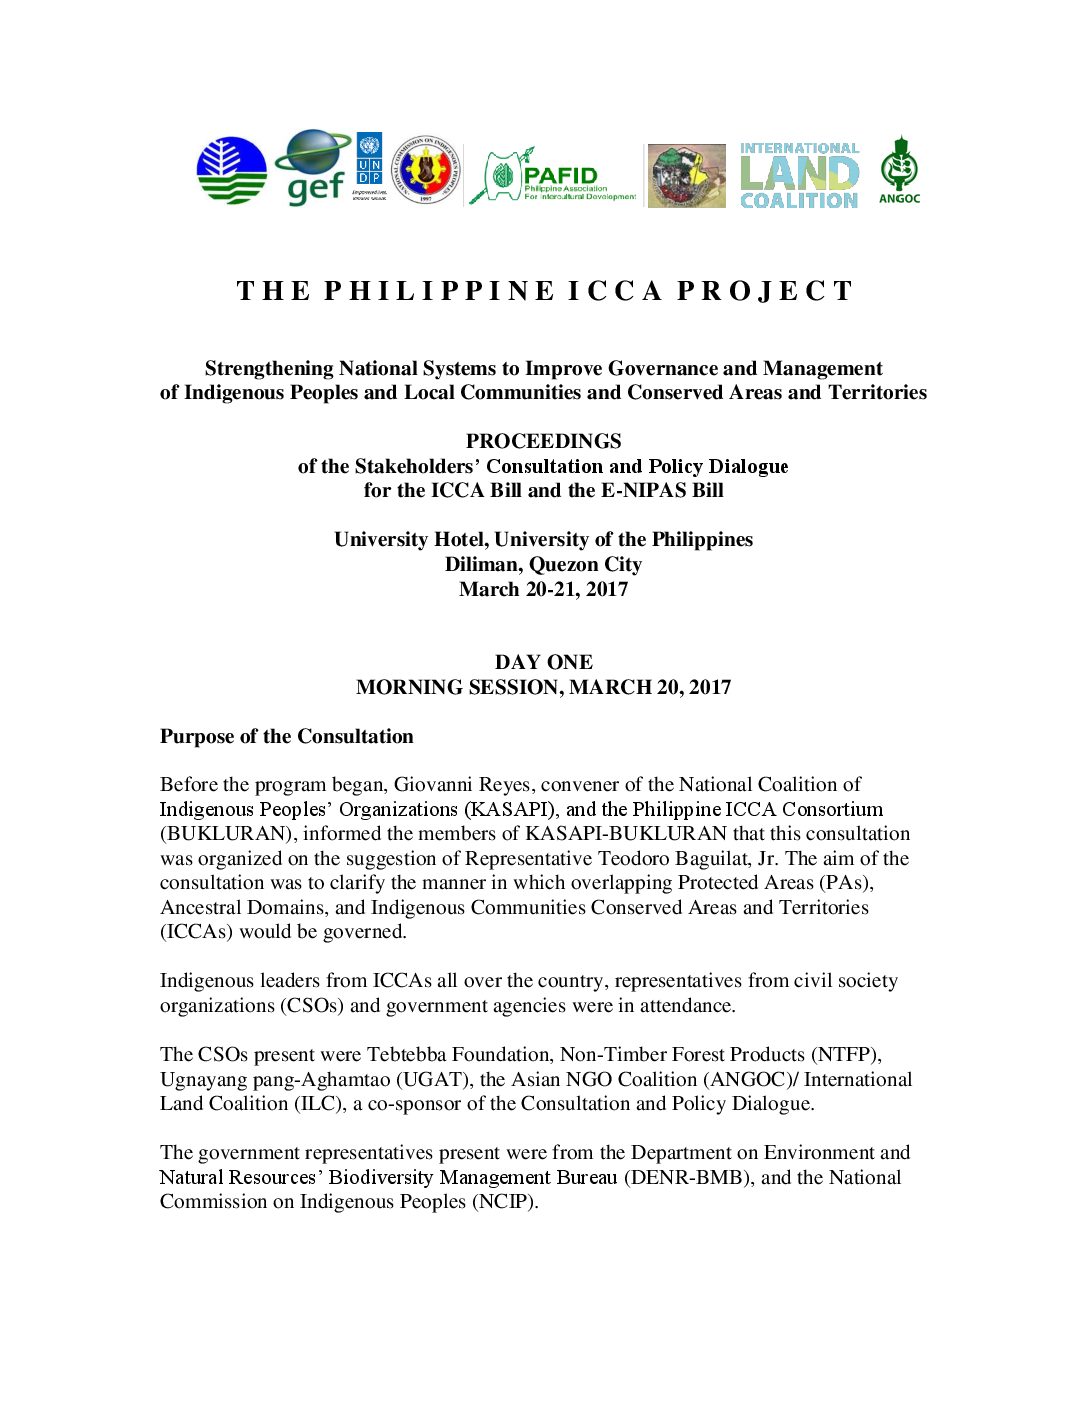 gef
U N
D P
Empowered lives.
Resilient nations.
NATIONAL COMMISSION ON INDIGENOUS PEOPLES
1997
PAFID
Philippine Association
For Intercultural Development
INTERNATIONAL
LAND
COALITION
ANGOC
T H E P H I L I P P I N E I C C A P R O J E C T
Strengthening National Systems to Improve Governance and Management
of Indigenous Peoples and Local Communities and Conserved Areas and Territories
PROCEEDINGS
of the Stakeholders’ Consultation and Policy Dialogue
for the ICCA Bill and the E-NIPAS Bill
University Hotel, University of the Philippines
Diliman, Quezon City
March 20-21, 2017
DAY ONE
MORNING SESSION, MARCH 20, 2017
Purpose of the Consultation
Before the program began, Giovanni Reyes, convener of the National Coalition of
Indigenous Peoples’ Organizations (KASAPI), and the Philippine ICCA Consortium
(BUKLURAN), informed the members of KASAPI-BUKLURAN that this consultation
was organized on the suggestion of Representative Teodoro Baguilat, Jr. The aim of the
consultation was to clarify the manner in which overlapping Protected Areas (PAs),
Ancestral Domains, and Indigenous Communities Conserved Areas and Territories
(ICCAs) would be governed.
Indigenous leaders from ICCAs all over the country, representatives from civil society
organizations (CSOs) and government agencies were in attendance.
The CSOs present were Tebtebba Foundation, Non-Timber Forest Products (NTFP),
Ugnayang pang-Aghamtao (UGAT), the Asian NGO Coalition (ANGOC)/ International
Land Coalition (ILC), a co-sponsor of the Consultation and Policy Dialogue.
The government representatives present were from the Department on Environment and
Natural Resources’ Biodiversity Management Bureau (DENR-BMB), and the National
Commission on Indigenous Peoples (NCIP).